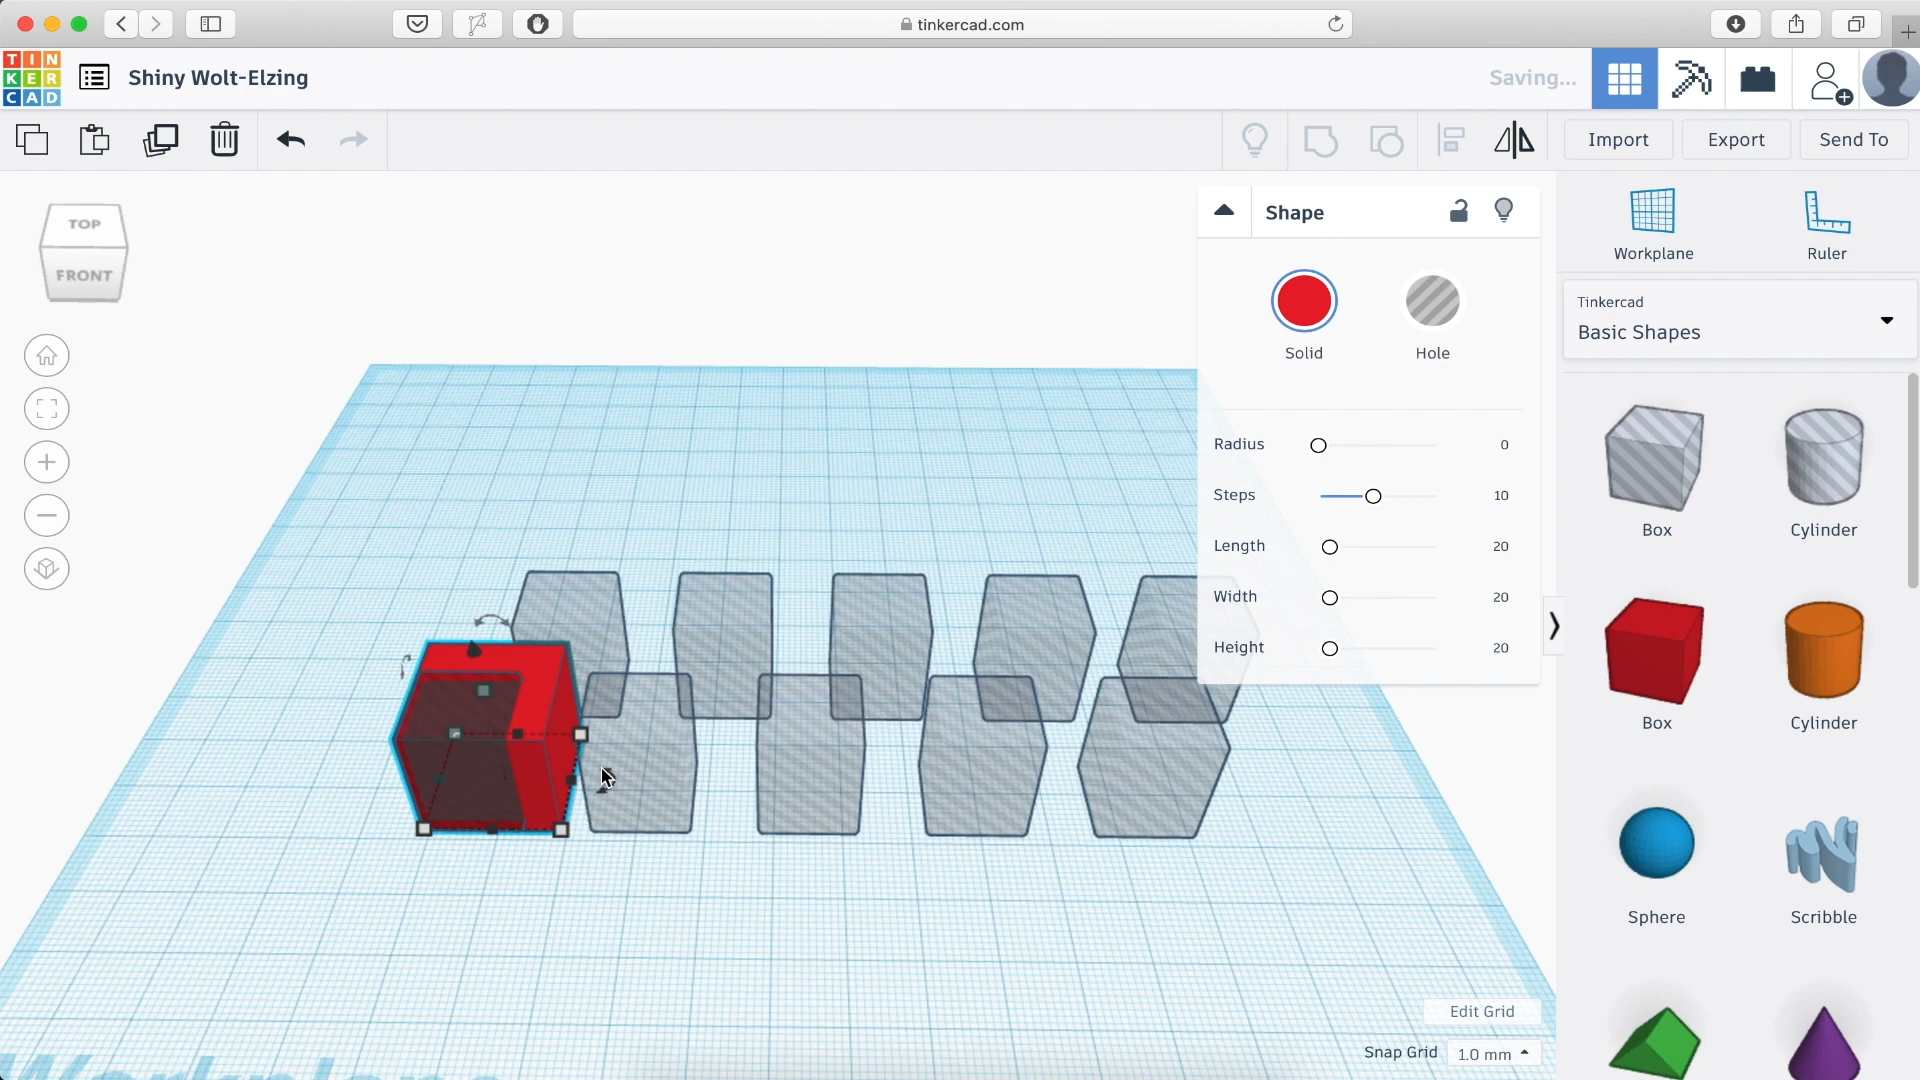 tinkercad.com
TIN
KER
CAD
Shiny Wolt-Elzing
Saving...
Import
Export
Send To
TOP
FRONT
Shape
Solid
Hole
Radius 0
Steps 10
Length 20
Width 20
Height 20
Workplane
Ruler
Tinkercad
Basic Shapes
Box
Cylinder
Box
Cylinder
Sphere
Scribble
Edit Grid
Snap Grid 1.0 mm
Workplane